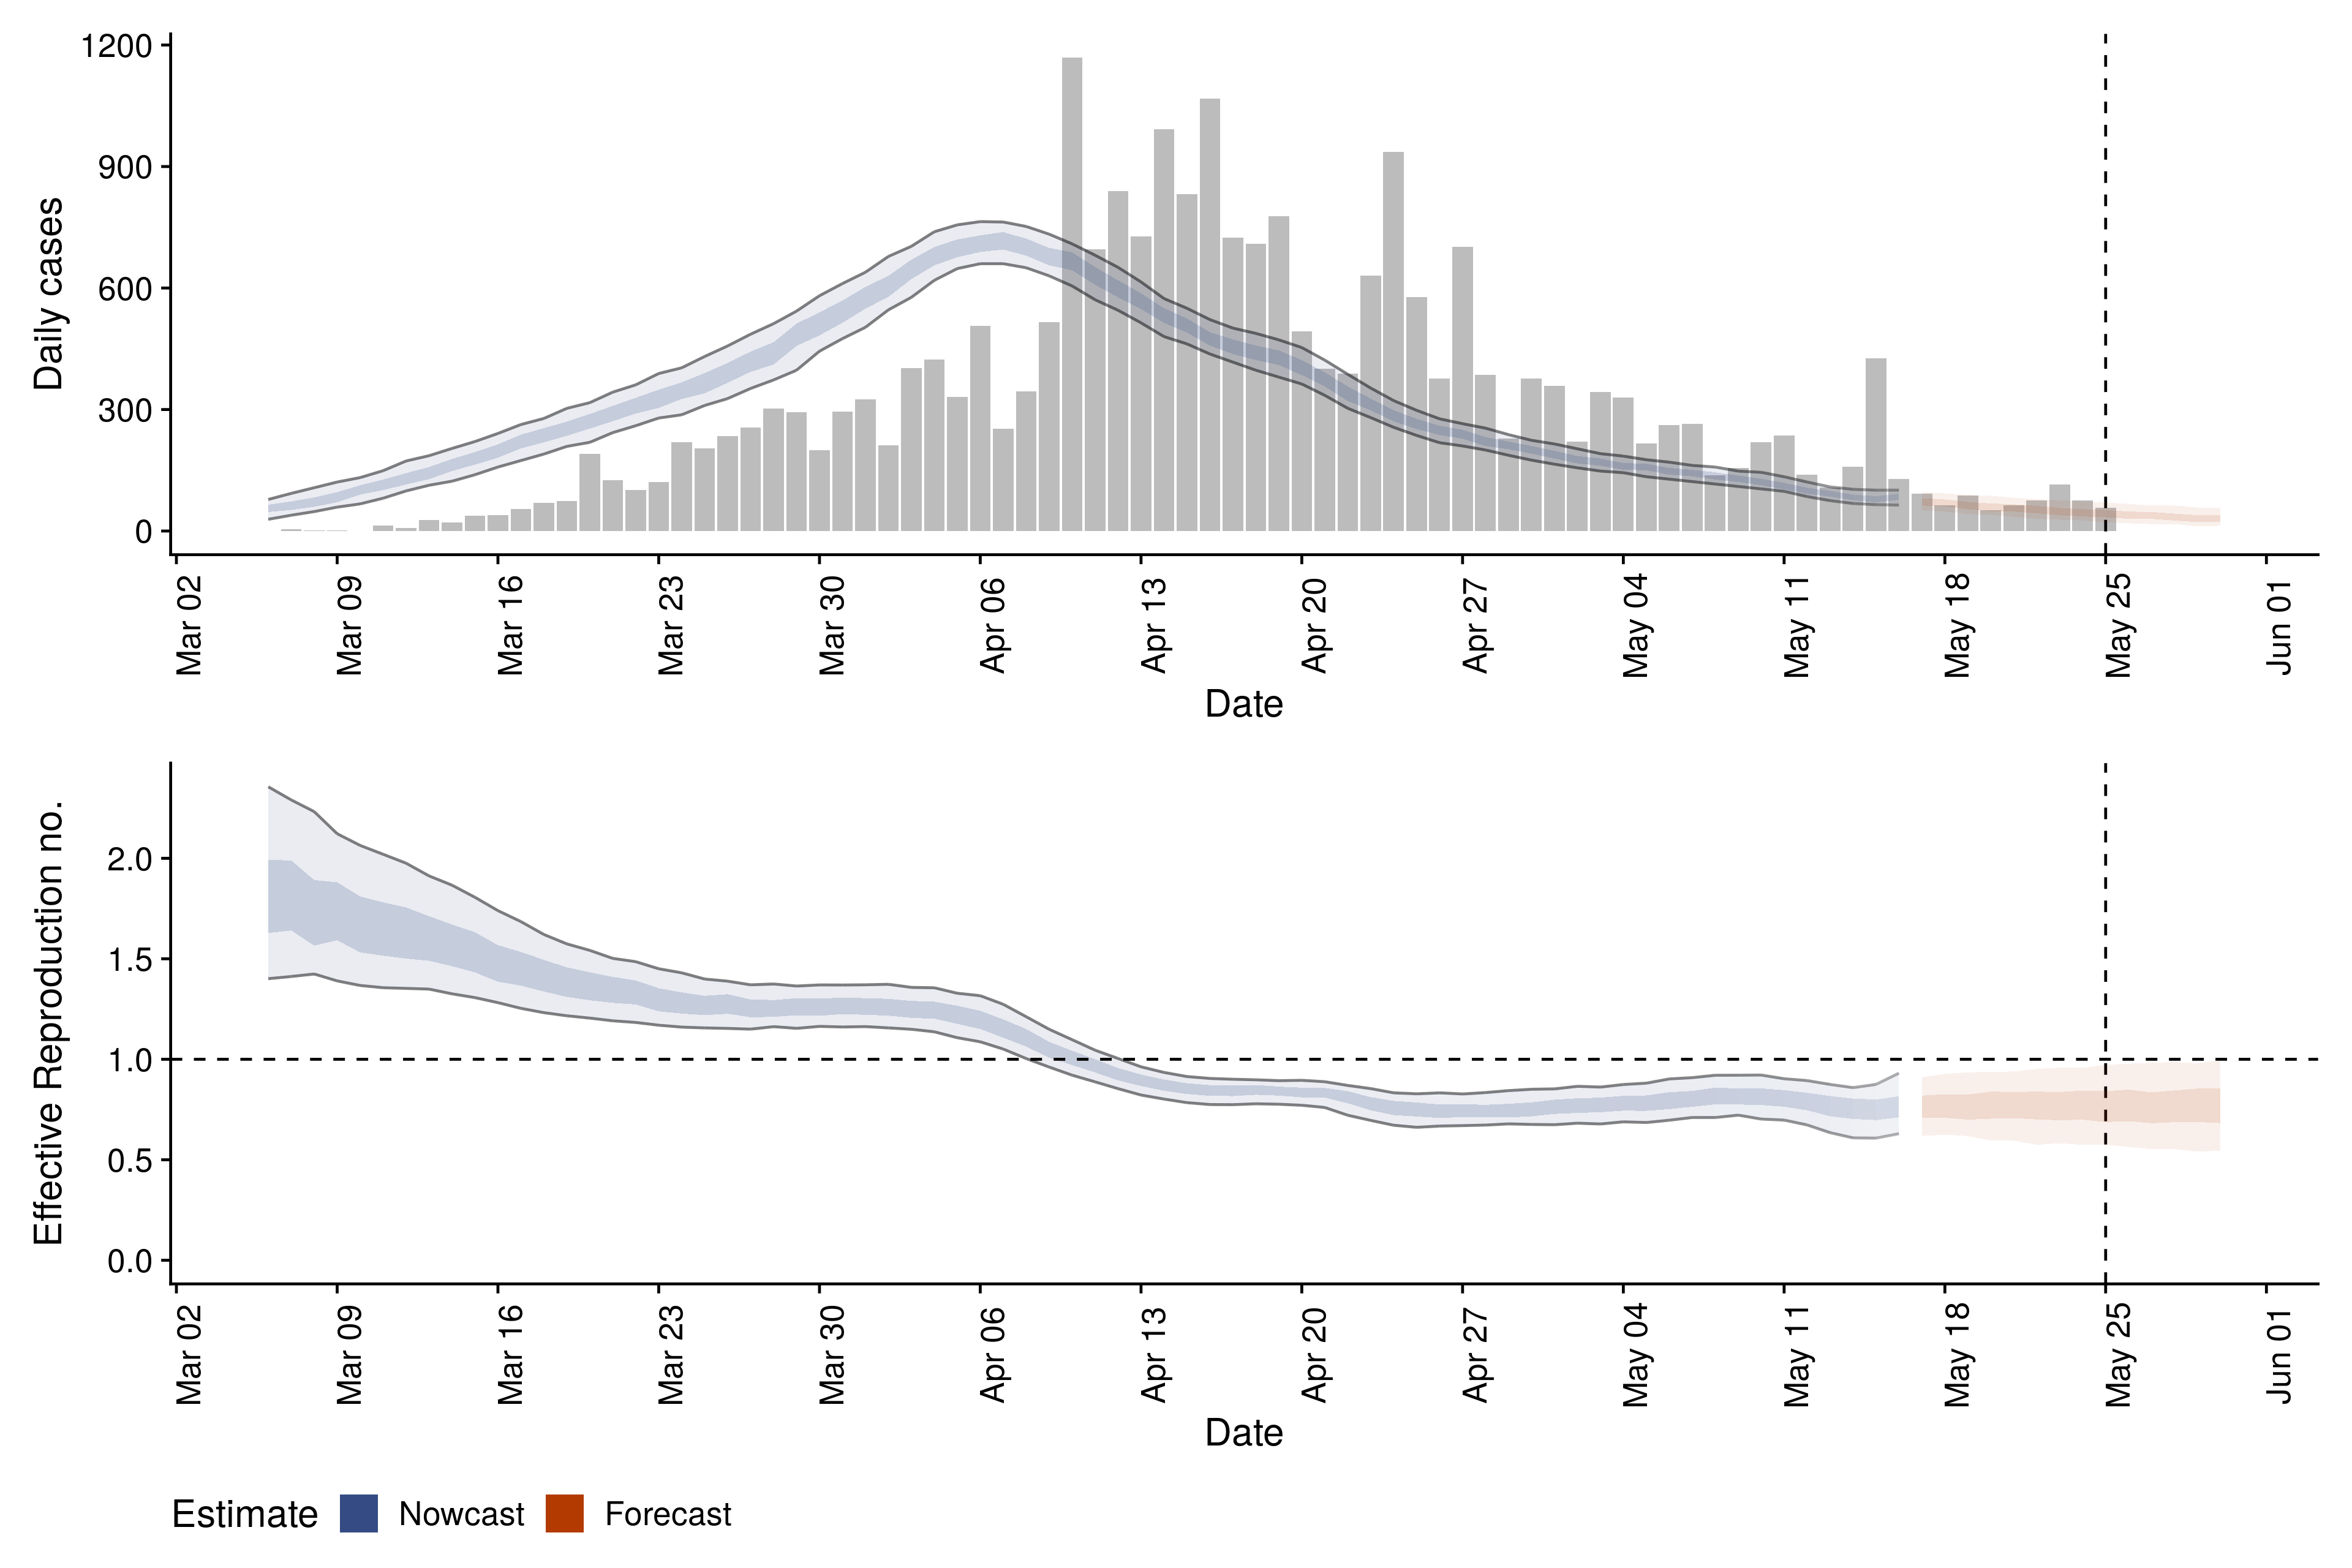 1200
900
600
300
0
Daily cases
Mar 02
Mar 09
Mar 16
Mar 23
Mar 30
Apr 06
Apr 13
Apr 20
Apr 27
May 04
May 11
May 18
May 25
Jun 01
Date
2.0
1.5
1.0
0.5
0.0
Effective Reproduction no.
Mar 02
Mar 09
Mar 16
Mar 23
Mar 30
Apr 06
Apr 13
Apr 20
Apr 27
May 04
May 11
May 18
May 25
Jun 01
Date
Estimate Nowcast Forecast